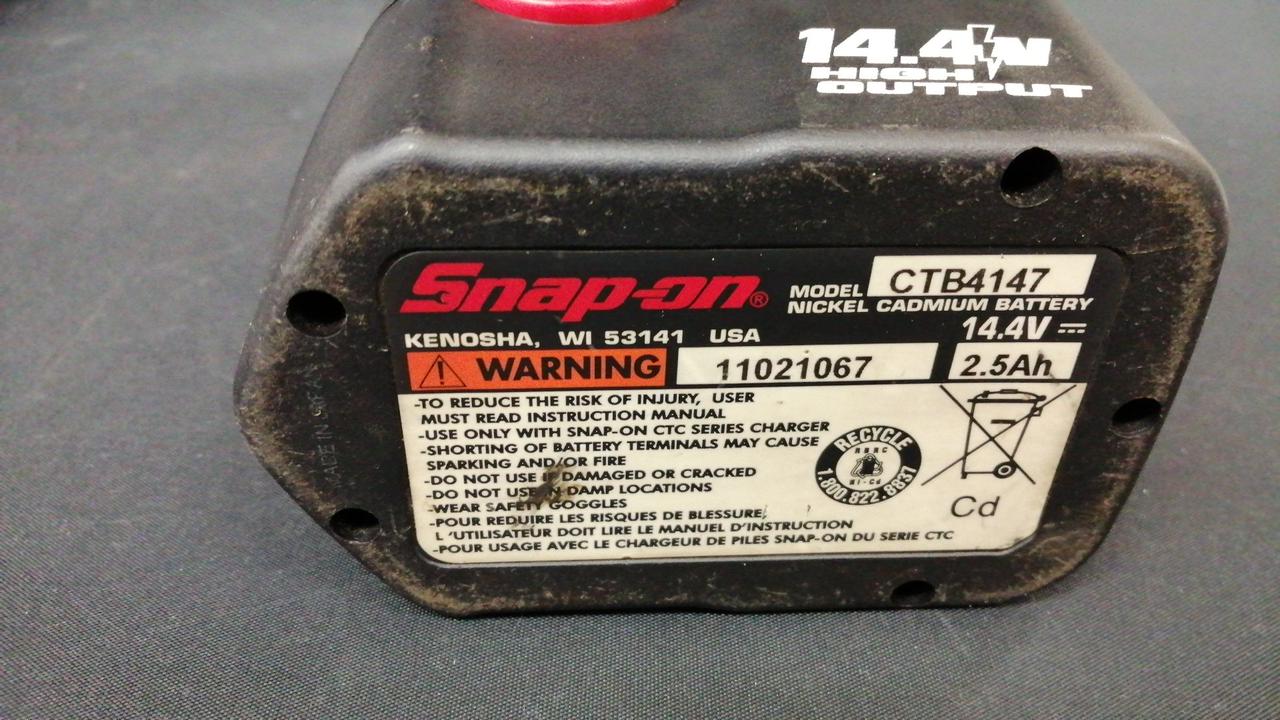 14.4V
HIGH
OUTPUT
Snap-on®
MODEL CTB4147
NICKEL CADMIUM BATTERY
KENOSHA, WI 53141 USA
14.4V
WARNING
11021067
2.5Ah
-TO REDUCE THE RISK OF INJURY, USER
MUST READ INSTRUCTION MANUAL
-USE ONLY WITH SNAP-ON CTC SERIES CHARGER
-SHORTING OF BATTERY TERMINALS MAY CAUSE
SPARKING AND/OR FIRE
-DO NOT USE IF DAMAGED OR CRACKED
-DO NOT USE IN DAMP LOCATIONS
-WEAR SAFETY GOGGLES
-POUR REDUIRE LES RISQUES DE BLESSURE,
L'UTILISATEUR DOIT LIRE LE MANUEL D'INSTRUCTION
-POUR USAGE AVEC LE CHARGEUR DE PILES SNAP-ON DU SERIE CTC
RECYCLE
RBRC
Ni-Cd
1.800.822.8837
Cd